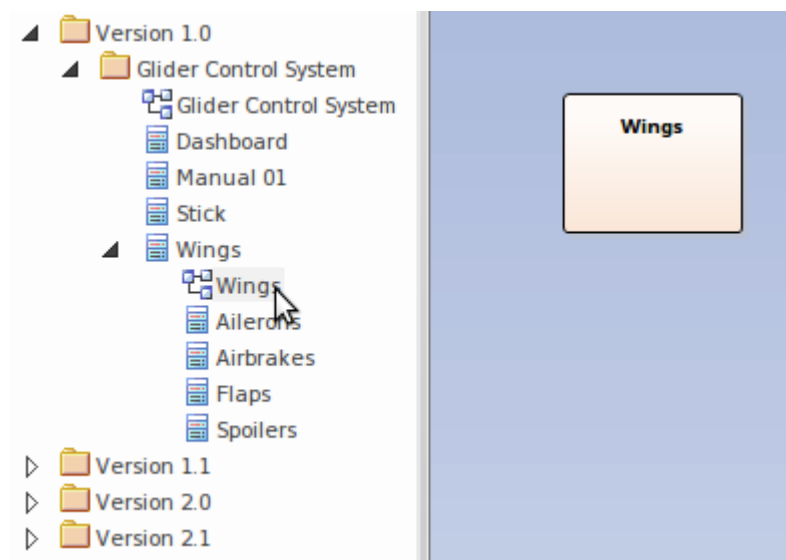 Version 1.0
Glider Control System
Glider Control System
Dashboard
Manual 01
Stick
Wings
Wings
Ailerons
Airbrakes
Flaps
Spoilers
Version 1.1
Version 2.0
Version 2.1
Wings